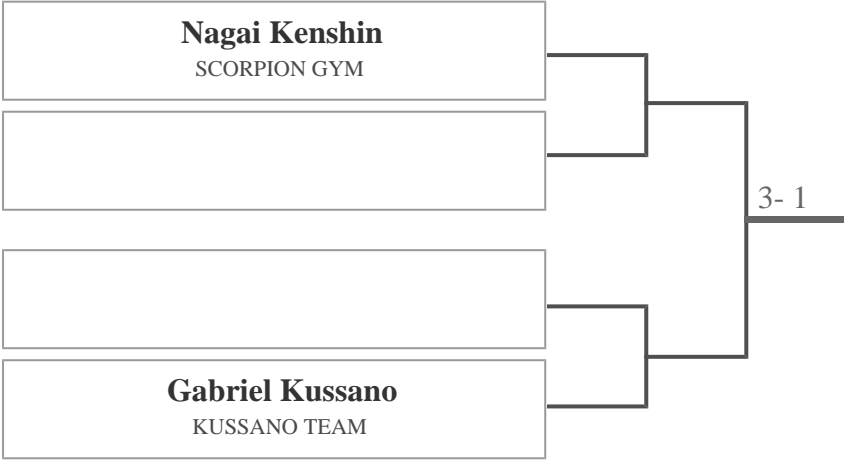 Nagai Kenshin
SCORPION GYM
3- 1
Gabriel Kussano
KUSSANO TEAM